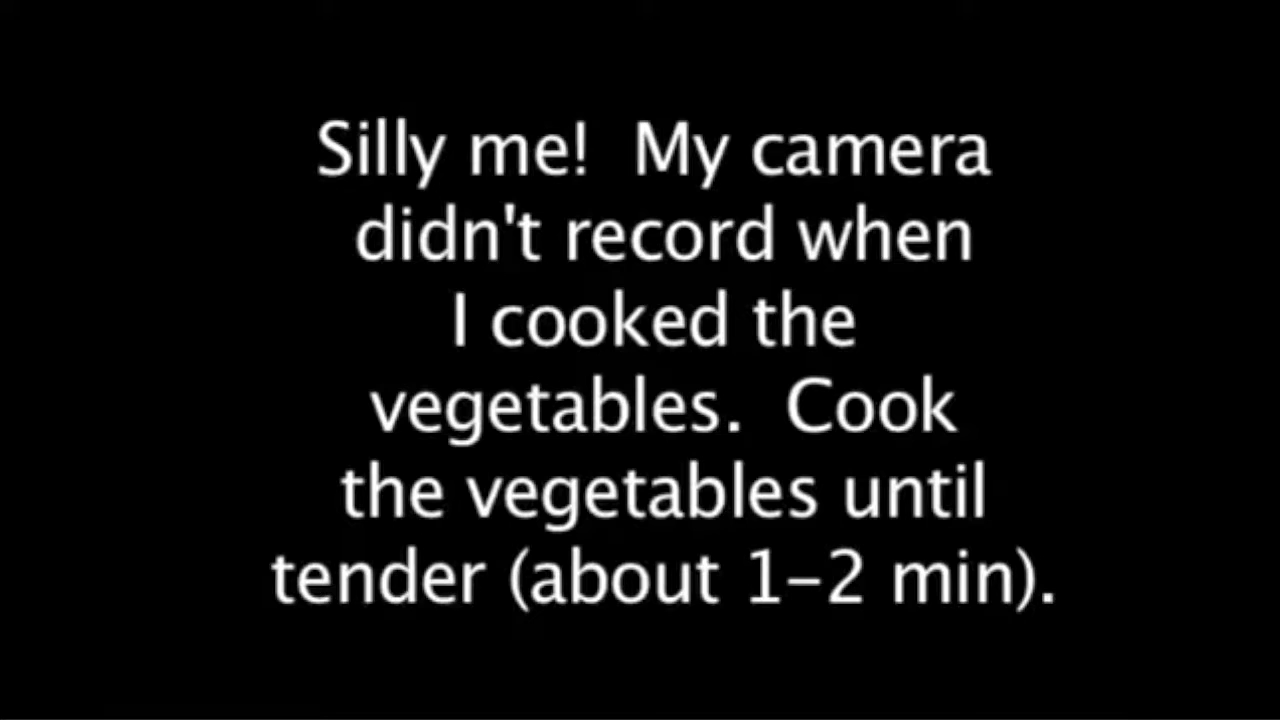 Silly me!  My camera
didn't record when
I cooked the
vegetables.  Cook
the vegetables until
tender (about 1-2 min).